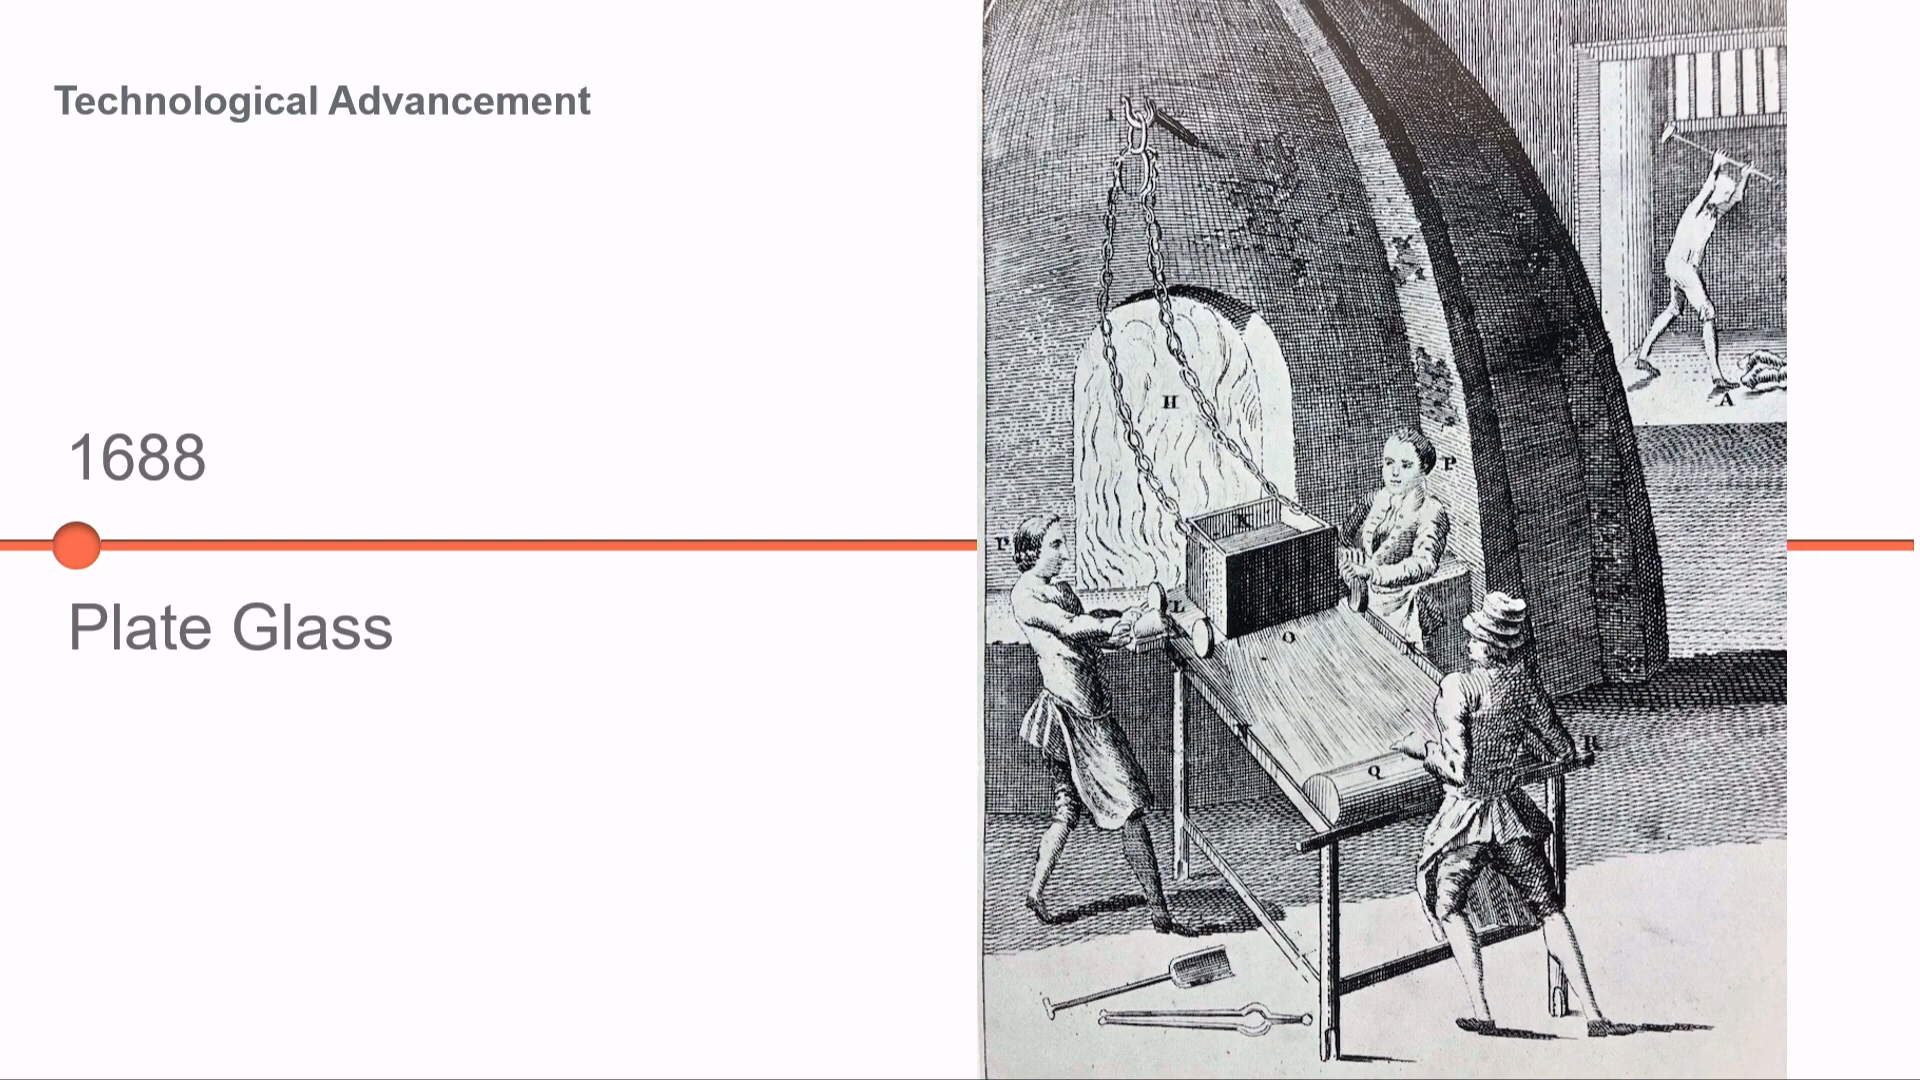 Technological Advancement
1688
Plate Glass
I
H
P
K
P
L
O
N
N
Q
R
A